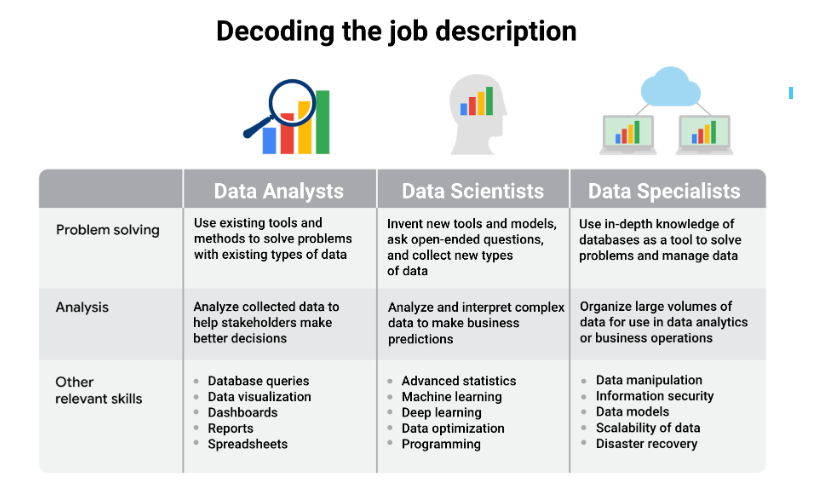 Decoding the job description
Data Analysts
Data Scientists
Data Specialists
Problem solving
Use existing tools and
methods to solve problems
with existing types of data
Invent new tools and models,
ask open-ended questions,
and collect new types
of data
Use in-depth knowledge of
databases as a tool to solve
problems and manage data
Analysis
Analyze collected data to
help stakeholders make
better decisions
Analyze and interpret complex
data to make business
predictions
Organize large volumes of
data for use in data analytics
or business operations
Other
relevant skills
• Database queries
• Data visualization
• Dashboards
• Reports
• Spreadsheets
• Advanced statistics
• Machine learning
• Deep learning
• Data optimization
• Programming
• Data manipulation
• Information security
• Data models
• Scalability of data
• Disaster recovery